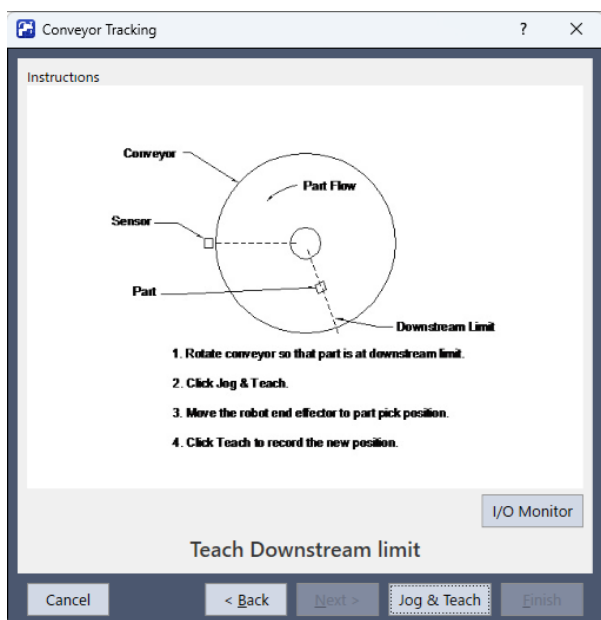 Conveyor Tracking
?
Instructions
Conveyor
Part Flow
Sensor
Part
Downstream Limit
1. Rotate conveyor so that part is at downstream limit.
2. Click Jog & Teach.
3. Move the robot end effector to part pick position.
4. Click Teach to record the new position.
I/O Monitor
Teach Downstream limit
Cancel
< Back
Next >
Jog & Teach
Finish